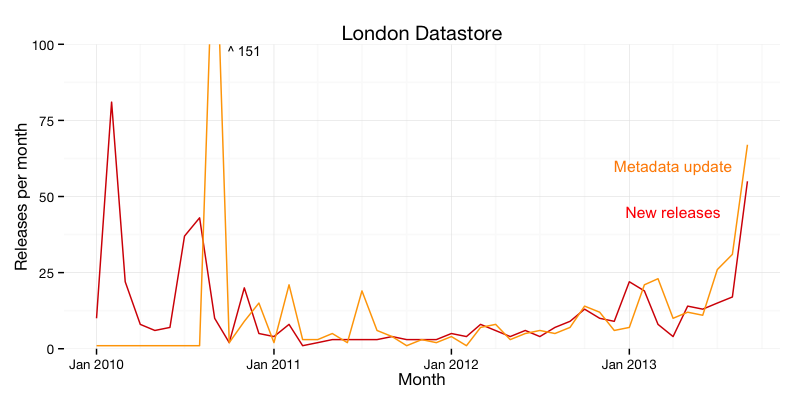 London Datastore
100
^ 151
75
Metadata update
50
New releases
25
0
Releases per month
Jan 2010
Jan 2011
Jan 2012
Jan 2013
Month